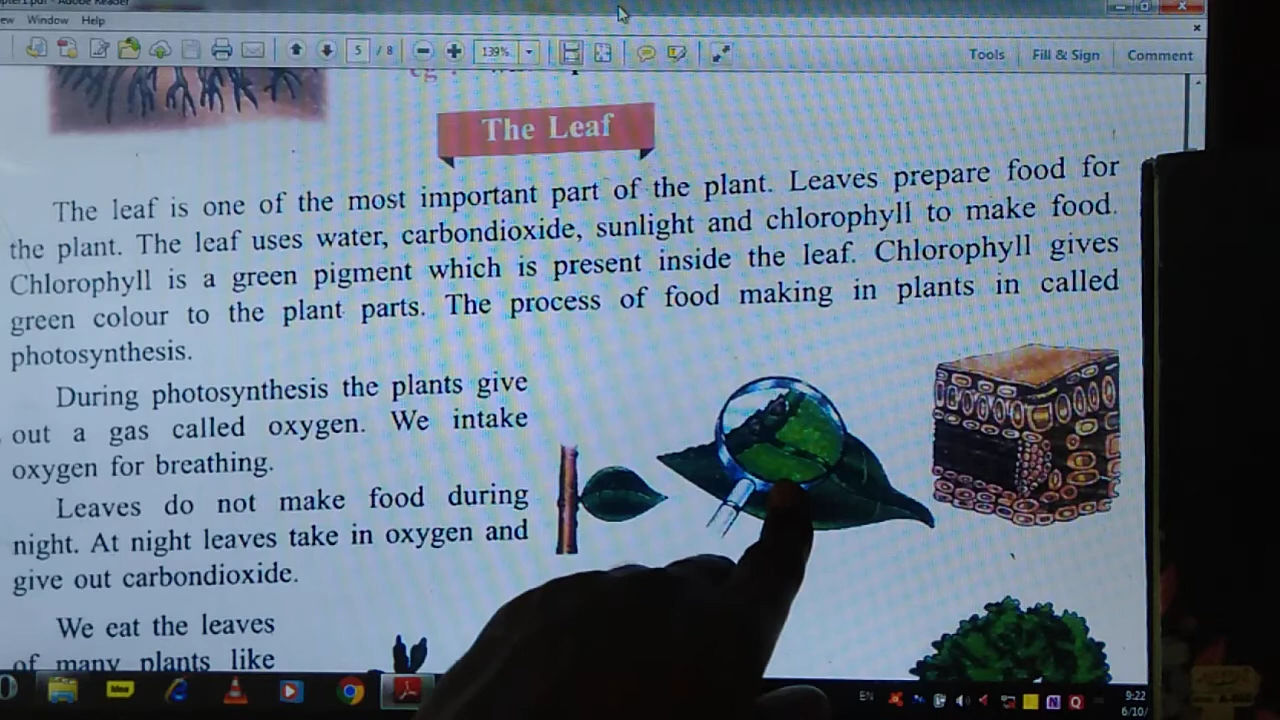 Window Help
5 / 8
139%
Tools Fill & Sign Comment
The Leaf
The leaf is one of the most important part of the plant. Leaves prepare food for
the plant. The leaf uses water, carbondioxide, sunlight and chlorophyll to make food.
Chlorophyll is a green pigment which is present inside the leaf. Chlorophyll gives
green colour to the plant parts. The process of food making in plants in called
photosynthesis.
During photosynthesis the plants give
out a gas called oxygen. We intake
oxygen for breathing.
Leaves do not make food during
night. At night leaves take in oxygen and
give out carbondioxide.
We eat the leaves
of many plants like
EN
9:22
6/10/